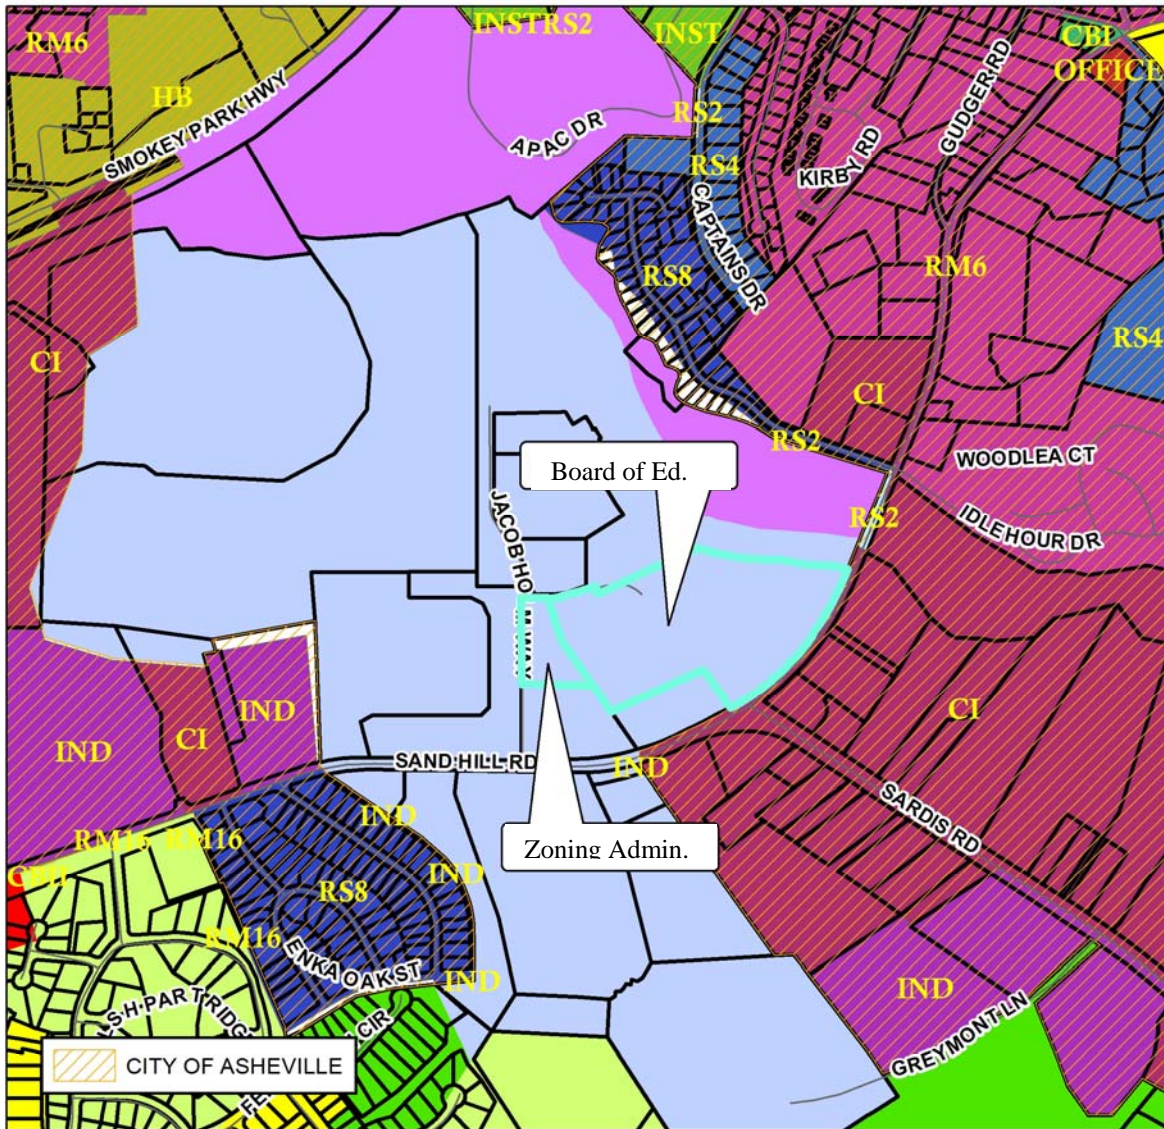 RM6
INSTRS2
INST
CBI
OFFICE
HB
SMOKEY PARK HWY
RS2
APAC DR
GUDGER RD
KIRBY RD
RS4
CAPTAINS DR
RS8
RM6
RS4
CI
CI
RS2
WOODLEA CT
Board of Ed.
JACOB HO
M WAY
RS2
IDLEHOUR DR
IND
CI
IND
CI
SAND HILL RD
IND
RM16
RM16
IND
SARDIS RD
Zoning Admin.
IND
RS8
RM16
ENKA OAK ST
IND
IND
GREYMONT LN
CITY OF ASHEVILLE